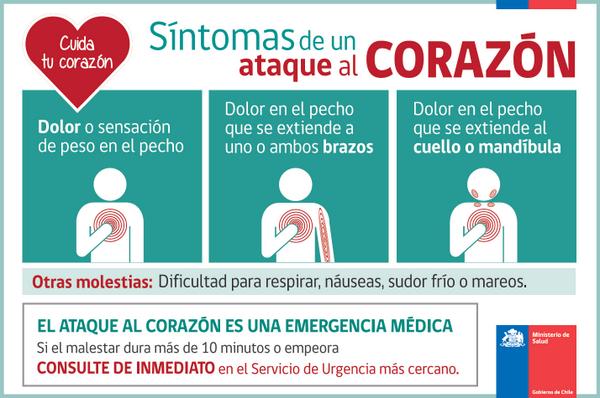 Cuida
tu corazón
Síntomas de un
ataque al CORAZÓN
Dolor o sensación
de peso en el pecho
Dolor en el pecho
que se extiende a
uno o ambos brazos
Dolor en el pecho
que se extiende al
cuello o mandíbula
Otras molestias: Dificultad para respirar, náuseas, sudor frío o mareos.
EL ATAQUE AL CORAZÓN ES UNA EMERGENCIA MÉDICA
Si el malestar dura más de 10 minutos o empeora
CONSULTE DE INMEDIATO en el Servicio de Urgencia más cercano.
Ministerio de
Salud
Gobierno de Chile